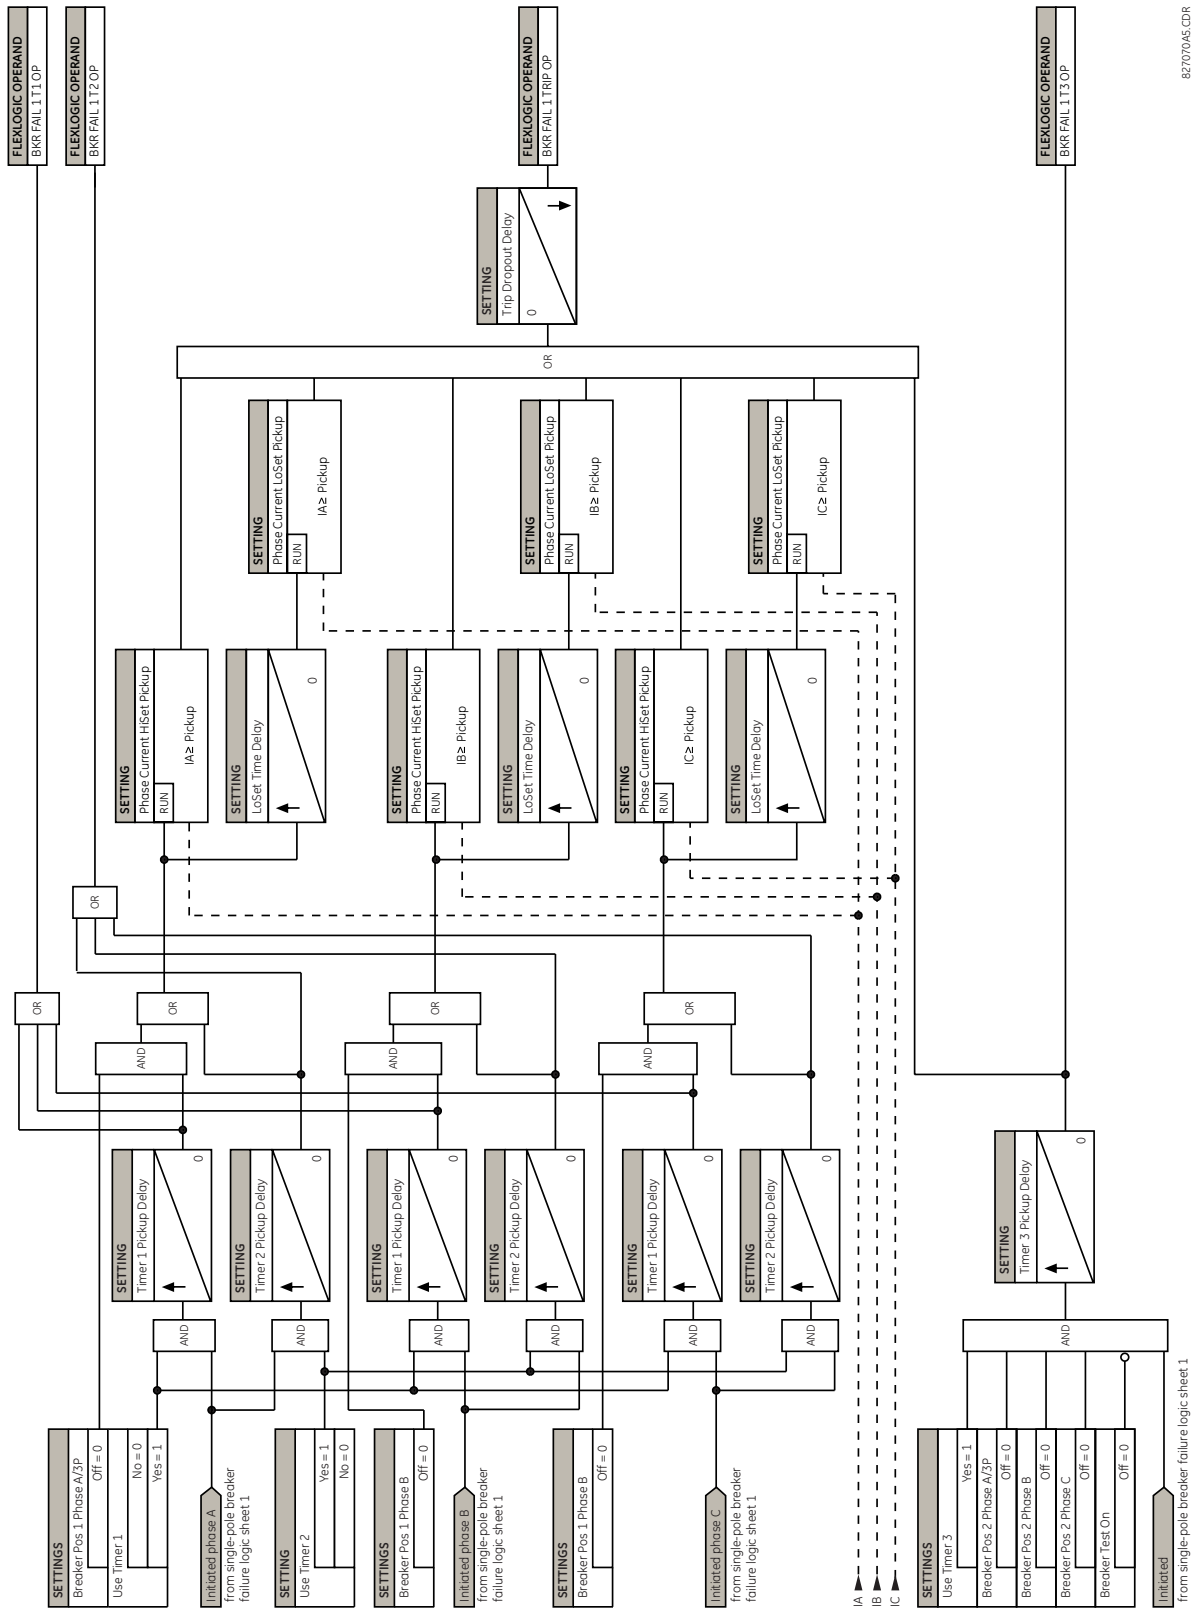 SETTINGS
Breaker Pos 1 Phase A/3P
Off = 0
Use Timer 1
No = 0
Yes = 1
Initiated phase A
from single-pole breaker
failure logic sheet 1
SETTING
Use Timer 2
Yes = 1
No = 0
SETTINGS
Breaker Pos 1 Phase B
Off = 0
Initiated phase B
from single-pole breaker
failure logic sheet 1
SETTINGS
Breaker Pos 1 Phase B
Off = 0
Initiated phase C
from single-pole breaker
failure logic sheet 1
IA
IB
IC
SETTINGS
Use Timer 3
Yes = 1
Breaker Pos 2 Phase A/3P
Off = 0
Breaker Pos 2 Phase B
Off = 0
Breaker Pos 2 Phase C
Off = 0
Breaker Test On
Off = 0
Initiated
from single-pole breaker failure logic sheet 1
AND
AND
AND
AND
AND
AND
AND
SETTING
Timer 1 Pickup Delay
0
SETTING
Timer 2 Pickup Delay
0
SETTING
Timer 1 Pickup Delay
0
SETTING
Timer 2 Pickup Delay
0
SETTING
Timer 1 Pickup Delay
0
SETTING
Timer 2 Pickup Delay
0
SETTING
Timer 3 Pickup Delay
0
AND
AND
AND
OR
OR
OR
OR
OR
SETTING
Phase Current HiSet Pickup
RUN
IA≥ Pickup
SETTING
LoSet Time Delay
0
SETTING
Phase Current HiSet Pickup
RUN
IB≥ Pickup
SETTING
LoSet Time Delay
0
SETTING
Phase Current HiSet Pickup
RUN
IC≥ Pickup
SETTING
LoSet Time Delay
0
SETTING
Phase Current LoSet Pickup
RUN
IA≥ Pickup
SETTING
Phase Current LoSet Pickup
RUN
IB≥ Pickup
SETTING
Phase Current LoSet Pickup
RUN
IC≥ Pickup
OR
SETTING
Trip Dropout Delay
0
FLEXLOGIC OPERAND
BKR FAIL 1 T1 OP
FLEXLOGIC OPERAND
BKR FAIL 1 T2 OP
FLEXLOGIC OPERAND
BKR FAIL 1 TRIP OP
FLEXLOGIC OPERAND
BKR FAIL 1 T3 OP
827070A5.CDR